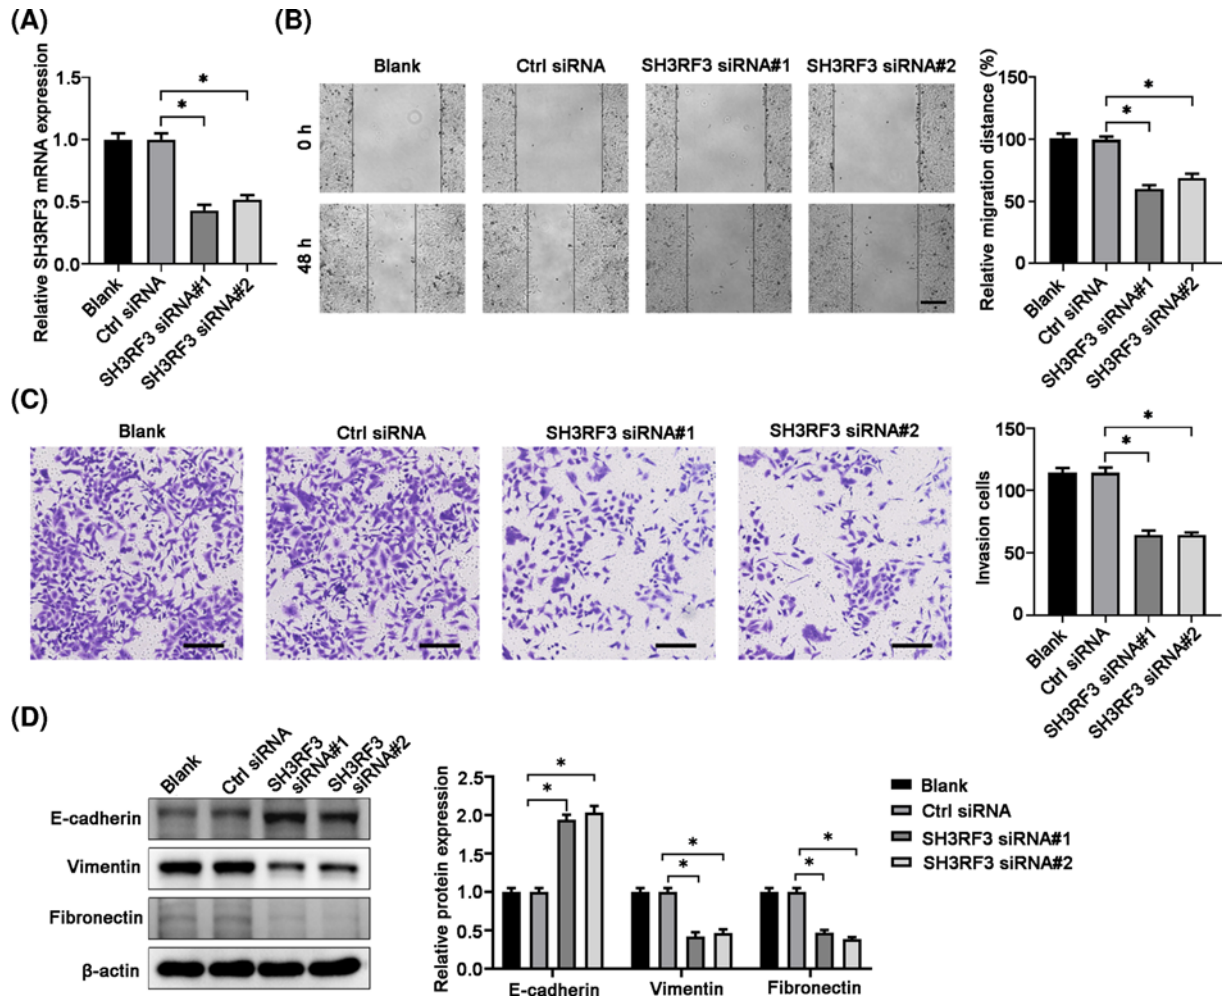 (A)
Relative SH3RF3 mRNA expression
1.5
1.0
0.5
0.0
*
*
Blank
Ctrl siRNA
SH3RF3 siRNA#1
SH3RF3 siRNA#2
(B)
Blank
Ctrl siRNA
SH3RF3 siRNA#1
SH3RF3 siRNA#2
0 h
48 h
Relative migration distance (%)
150
100
50
0
*
*
Blank
Ctrl siRNA
SH3RF3 siRNA#1
SH3RF3 siRNA#2
(C)
Blank
Ctrl siRNA
SH3RF3 siRNA#1
SH3RF3 siRNA#2
Invasion cells
150
100
50
0
*
*
Blank
Ctrl siRNA
SH3RF3 siRNA#1
SH3RF3 siRNA#2
(D)
Blank
Ctrl siRNA
SH3RF3
siRNA#1
SH3RF3
siRNA#2
E-cadherin
Vimentin
Fibronectin
β-actin
Relative protein expression
2.5
2.0
1.5
1.0
0.5
0.0
*
*
*
*
*
*
E-cadherin
Vimentin
Fibronectin
Blank
Ctrl siRNA
SH3RF3 siRNA#1
SH3RF3 siRNA#2